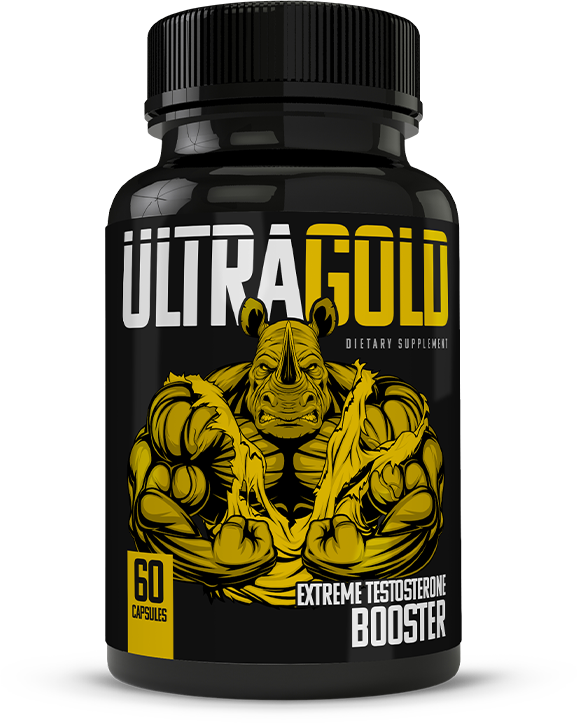 ULTRAGOLD
DIETARY SUPPLEMENT
60
CAPSULES
EXTREME TESTOSTERONE
BOOSTER